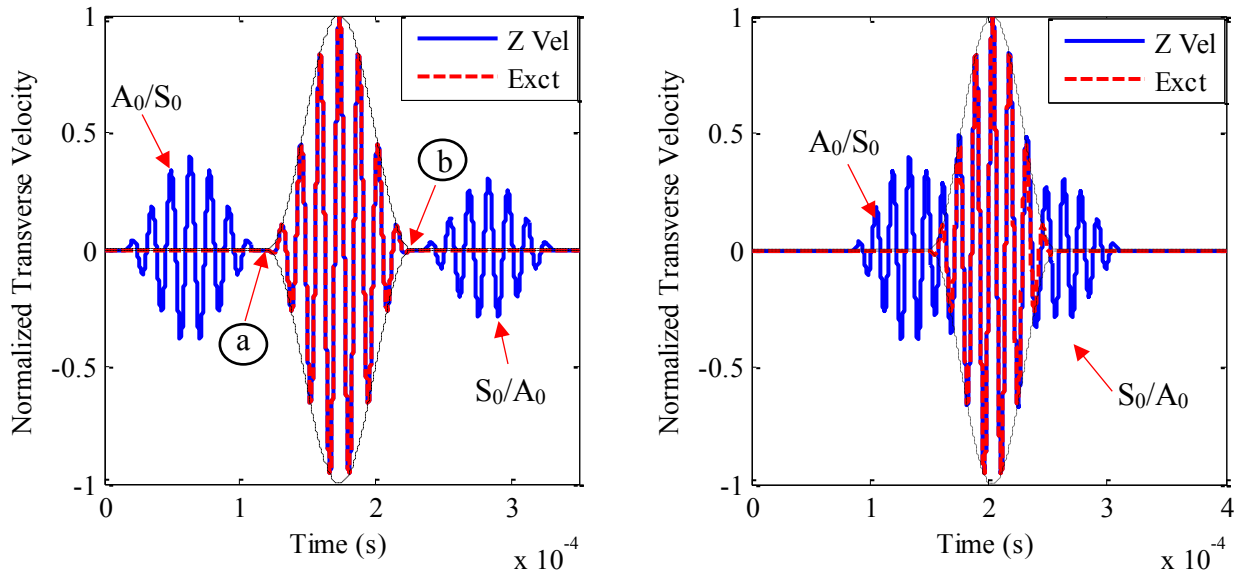 1
0.5
0
-0.5
-1
Normalized Transverse Velocity
0
1
2
3
Time (s)
x 10^-4
Z Vel
Exct
A₀/S₀
a
b
S₀/A₀
1
0.5
0
-0.5
-1
Normalized Transverse Velocity
0
1
2
3
4
Time (s)
x 10^-4
Z Vel
Exct
A₀/S₀
S₀/A₀